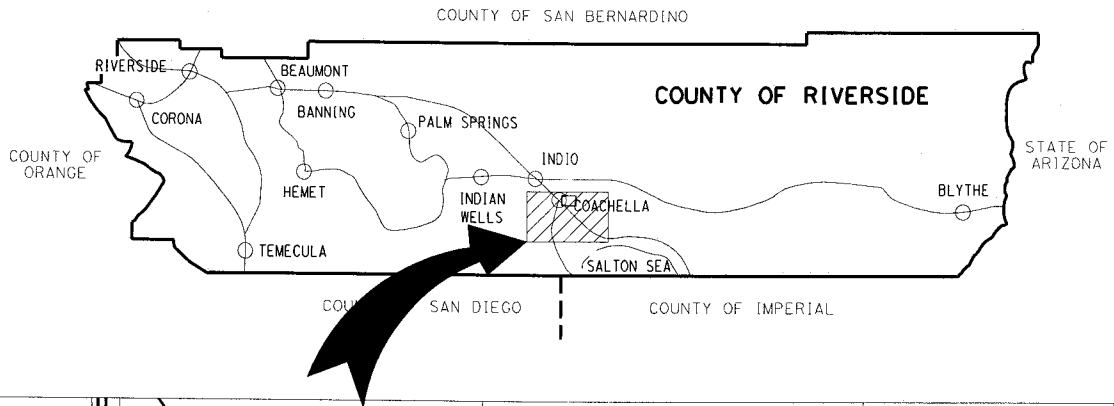 COUNTY OF SAN BERNARDINO
RIVERSIDE
BEAUMONT
COUNTY OF RIVERSIDE
CORONA
BANNING
PALM SPRINGS
COUNTY OF
ORANGE
STATE OF
ARIZONA
INDIO
HEMET
INDIAN
WELLS
COACHELLA
BLYTHE
TEMECULA
SALTON SEA
SAN DIEGO
COUNTY OF IMPERIAL